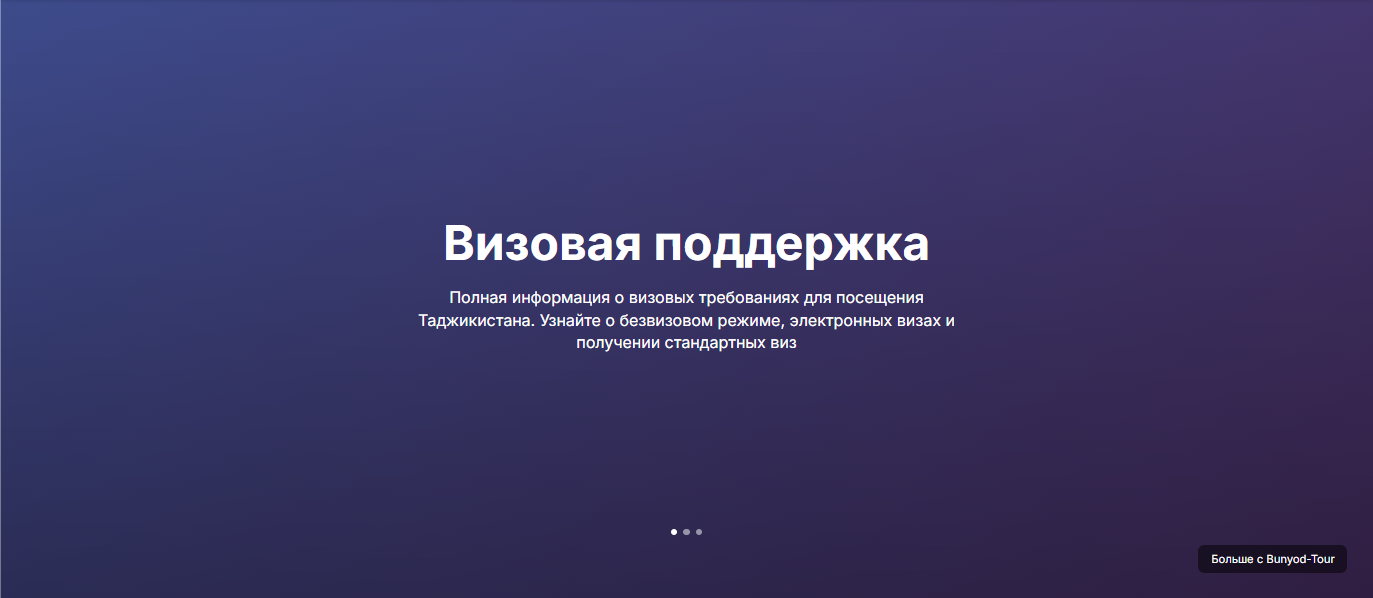 Визовая поддержка
Полная информация о визовых требованиях для посещения
Таджикистана. Узнайте о безвизовом режиме, электронных визах и
получении стандартных виз
Больше с Bunyod-Tour